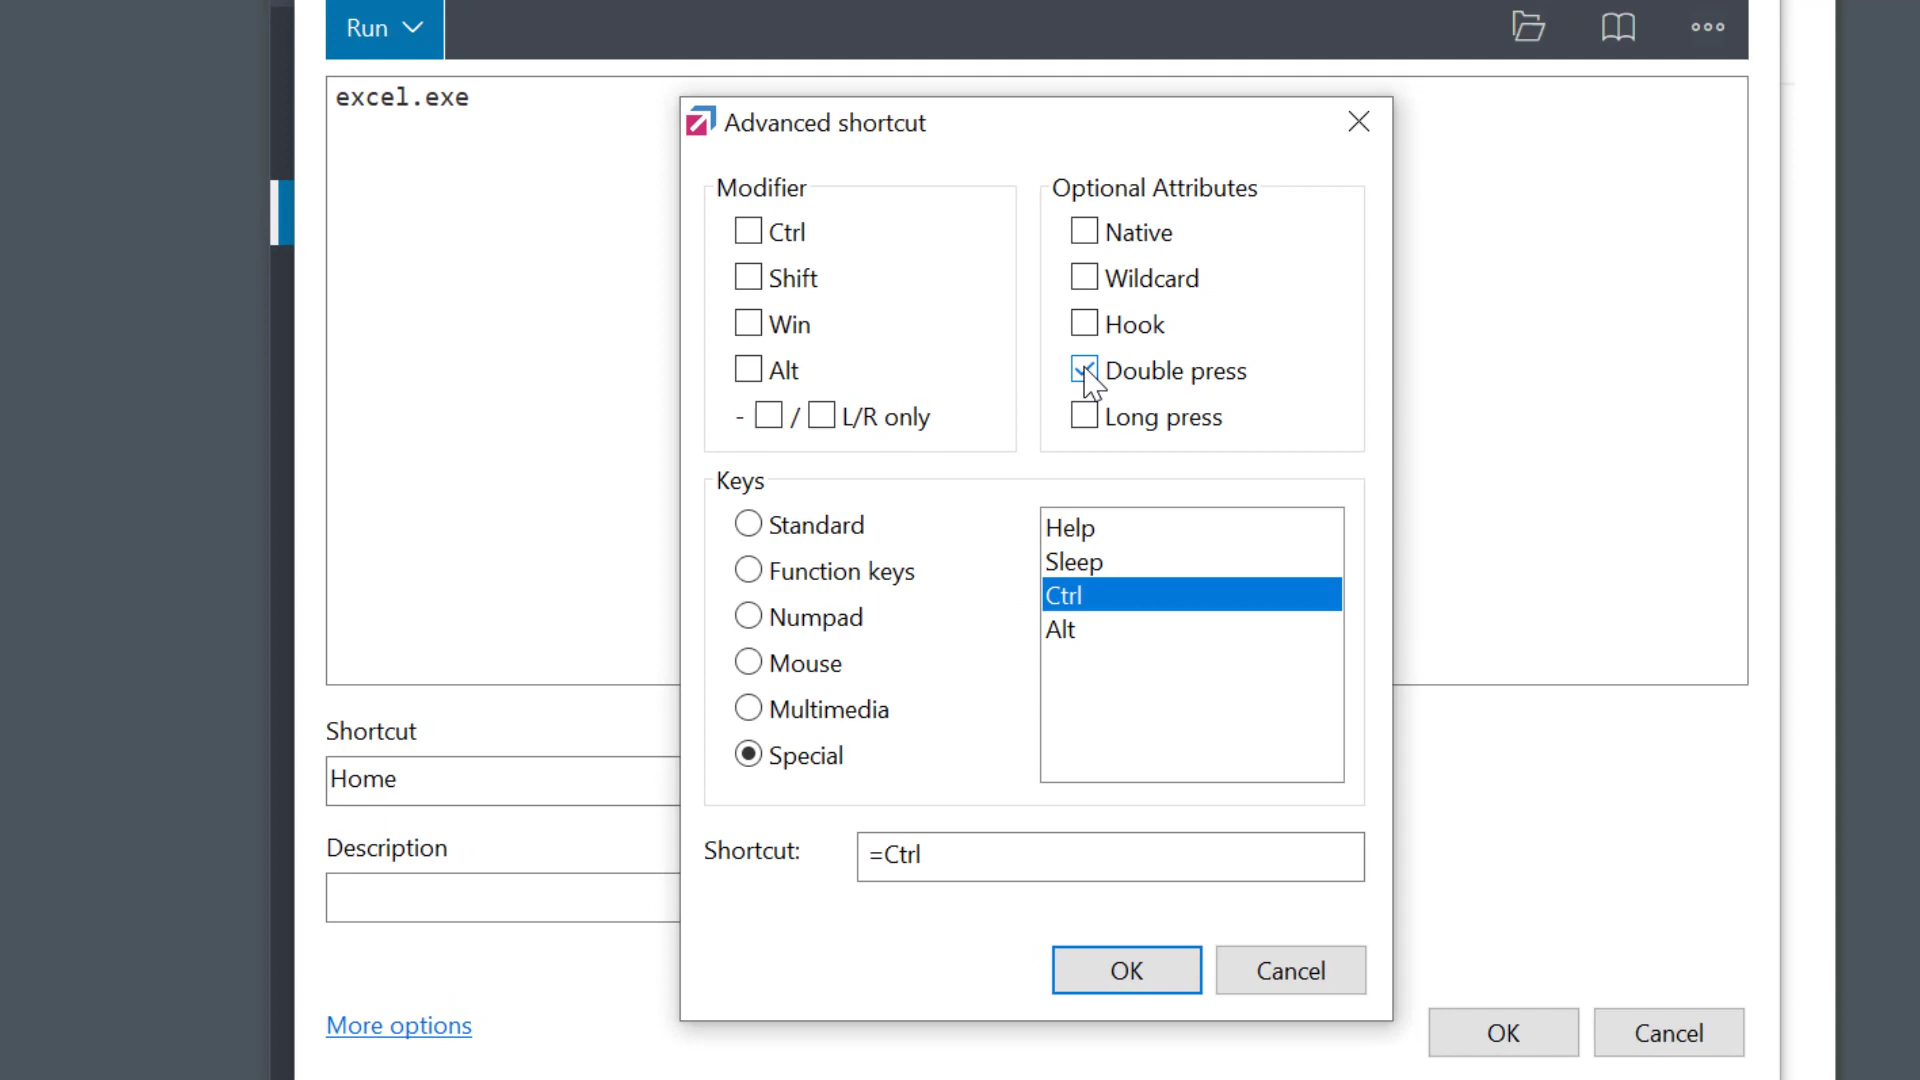 Run
excel.exe
Advanced shortcut
Modifier
Ctrl
Shift
Win
Alt
- / L/R only
Optional Attributes
Native
Wildcard
Hook
Double press
Long press
Keys
Standard
Function keys
Numpad
Mouse
Multimedia
Special
Help
Sleep
Ctrl
Alt
Shortcut: =Ctrl
OK Cancel
Shortcut
Home
Description
More options
OK Cancel